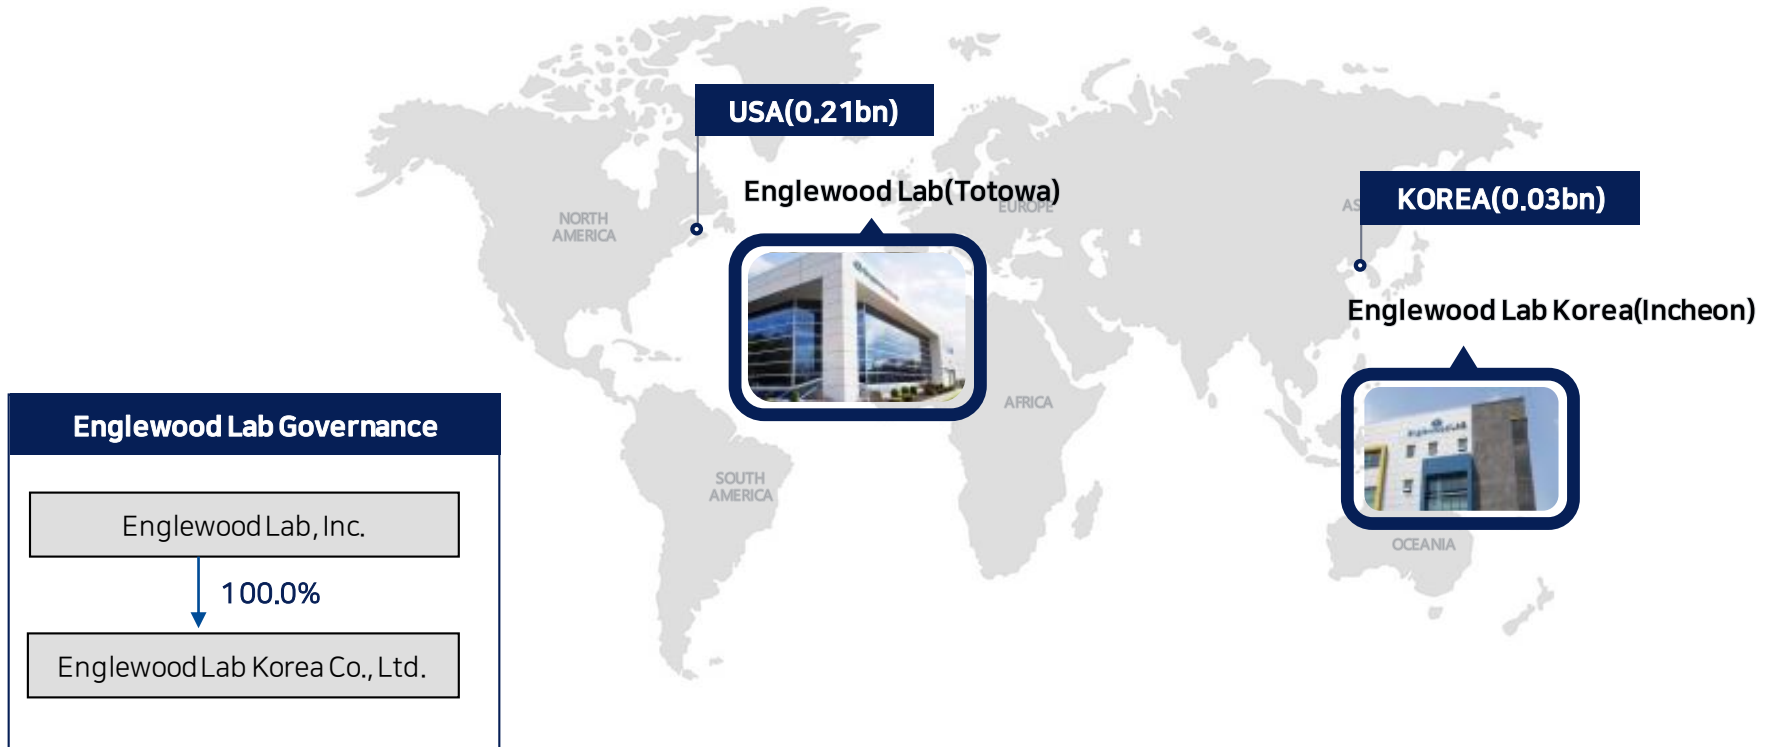 USA(0.21bn)
Englewood Lab(Totowa)
EUROPE
KOREA(0.03bn)
NORTH
AMERICA
Englewood Lab Korea(Incheon)
AFRICA
Englewood Lab Governance
SOUTH
AMERICA
EnglewoodLAB
Englewood Lab, Inc.
OCEANIA
100.0%
Englewood Lab Korea Co., Ltd.